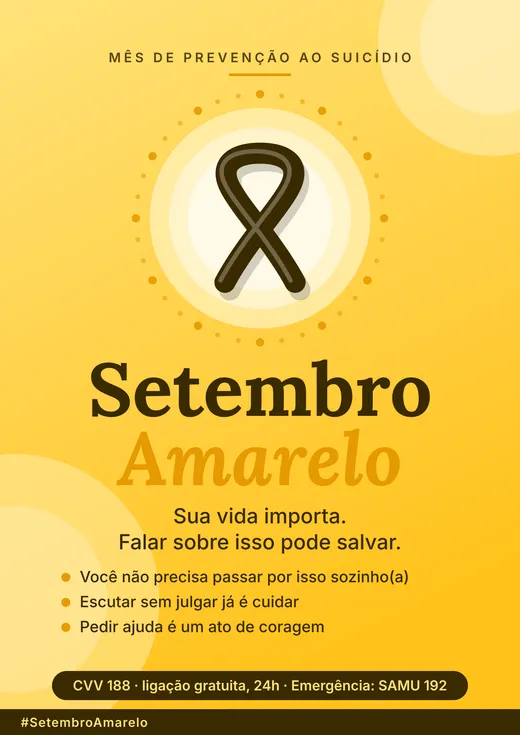 MÊS DE PREVENÇÃO AO SUICÍDIO
Setembro
Amarelo
Sua vida importa.
Falar sobre isso pode salvar.
Você não precisa passar por isso sozinho(a)
Escutar sem julgar já é cuidar
Pedir ajuda é um ato de coragem
CVV 188 · ligação gratuita, 24h · Emergência: SAMU 192
#SetembroAmarelo